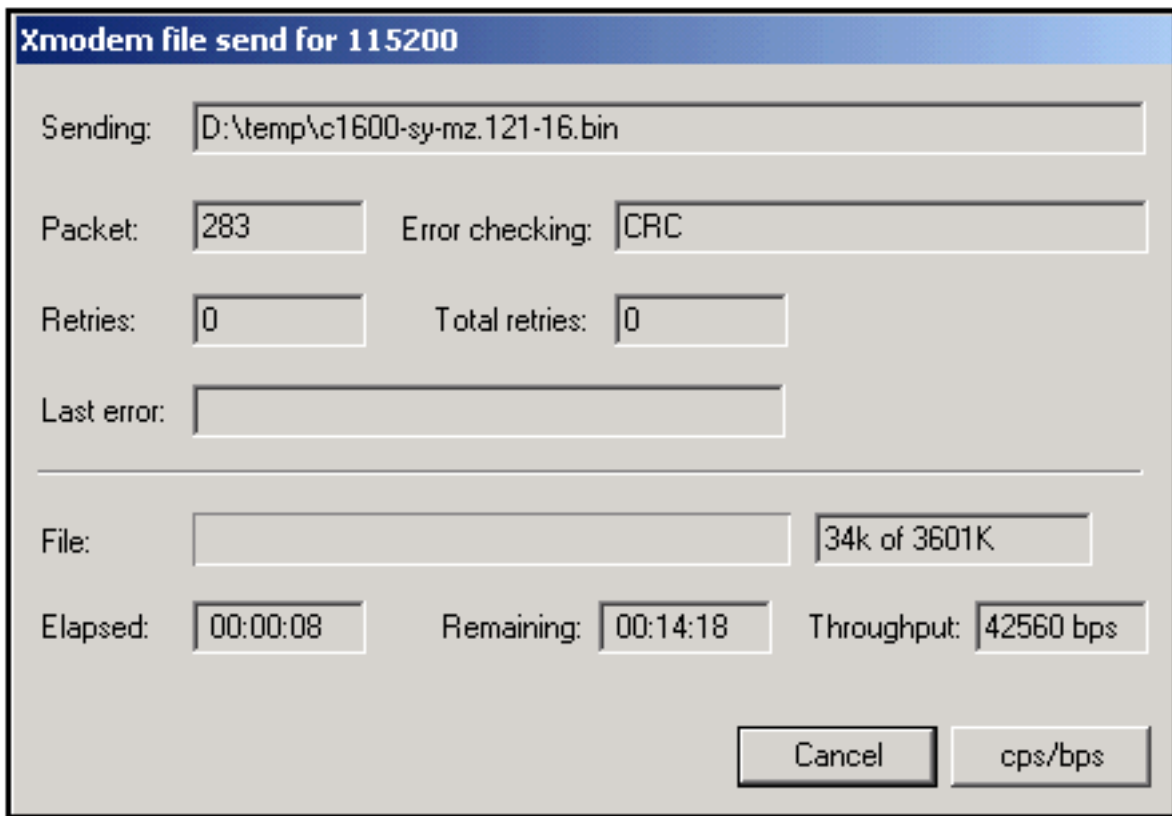 Xmodem file send for 115200
Sending: D:\temp\c1600-sy-mz.121-16.bin
Packet: 283 Error checking: CRC
Retries: 0 Total retries: 0
Last error:
File: 34k of 3601K
Elapsed: 00:00:08 Remaining: 00:14:18 Throughput: 42560 bps
Cancel cps/bps